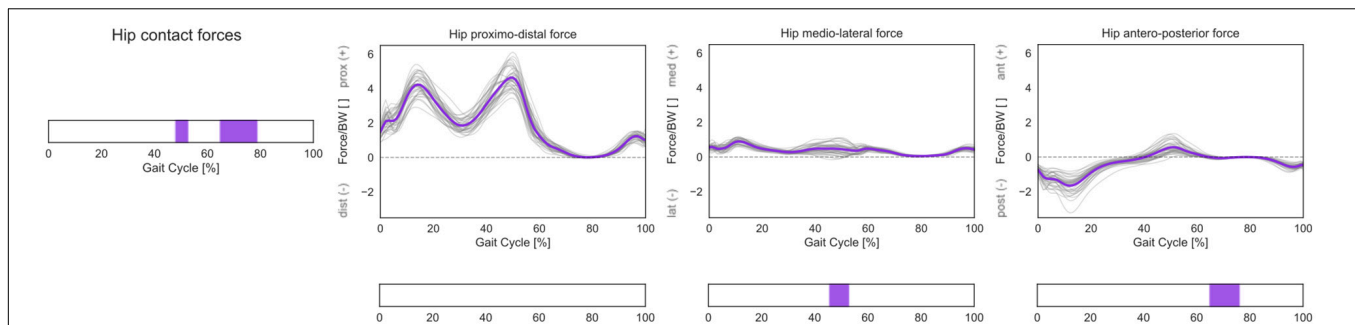 Hip contact forces
0 20 40 60 80 100
Gait Cycle [%]
Hip proximo-distal force
dist (-) prox (+)
Force/BW [ ]
6
4
2
0
−2
0 20 40 60 80 100
Gait Cycle [%]
0 20 40 60 80 100
Hip medio-lateral force
lat (-) med (+)
Force/BW [ ]
6
4
2
0
−2
0 20 40 60 80 100
Gait Cycle [%]
0 20 40 60 80 100
Hip antero-posterior force
post (-) ant (+)
Force/BW [ ]
6
4
2
0
−2
0 20 40 60 80 100
Gait Cycle [%]
0 20 40 60 80 100